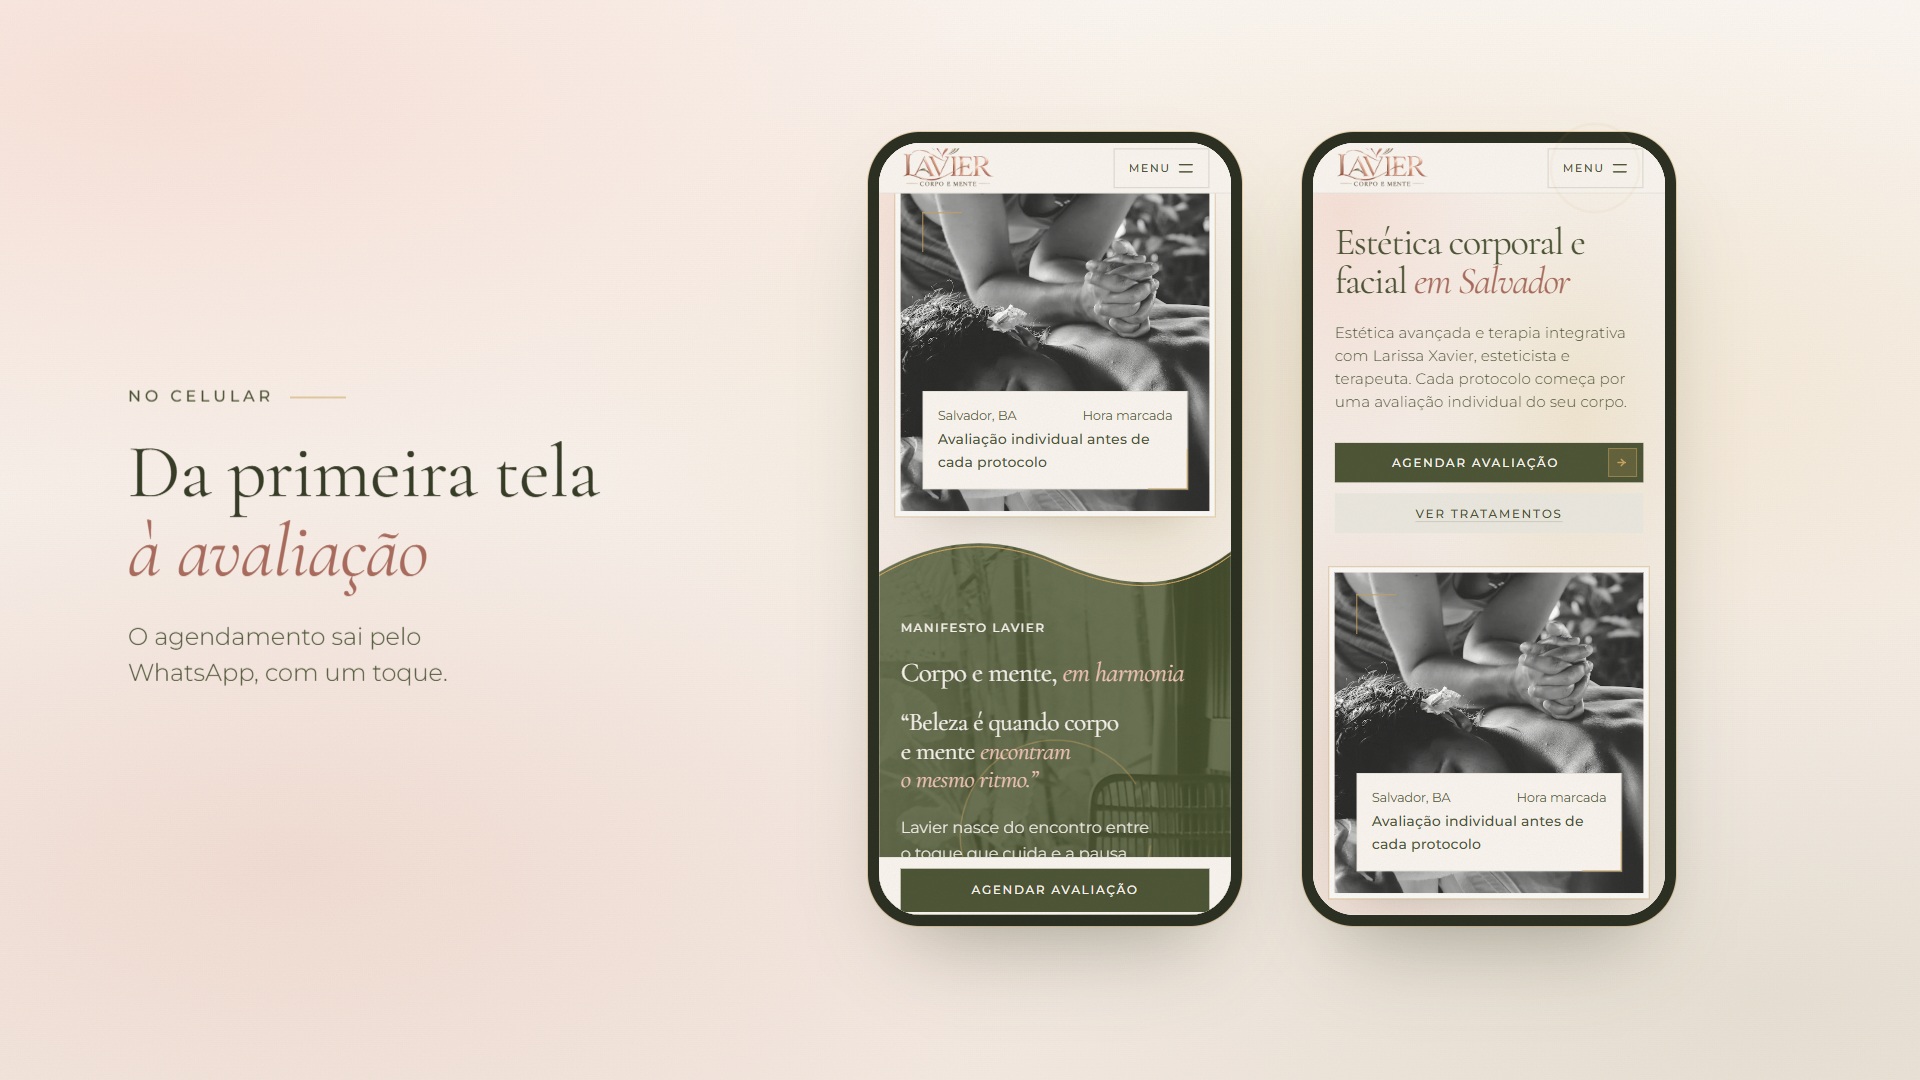 NO CELULAR
Da primeira tela
à avaliação
O agendamento sai pelo
WhatsApp, com um toque.
LAVIER
CORPO E MENTE
MENU
Salvador, BA Hora marcada
Avaliação individual antes de
cada protocolo
MANIFESTO LAVIER
Corpo e mente, em harmonia
“Beleza é quando corpo
e mente encontram
o mesmo ritmo.”
Lavier nasce do encontro entre
o toque que cuida e a pausa
AGENDAR AVALIAÇÃO
LAVIER
CORPO E MENTE
MENU
Estética corporal e
facial em Salvador
Estética avançada e terapia integrativa
com Larissa Xavier, esteticista e
terapeuta. Cada protocolo começa por
uma avaliação individual do seu corpo.
AGENDAR AVALIAÇÃO
VER TRATAMENTOS
Salvador, BA Hora marcada
Avaliação individual antes de
cada protocolo